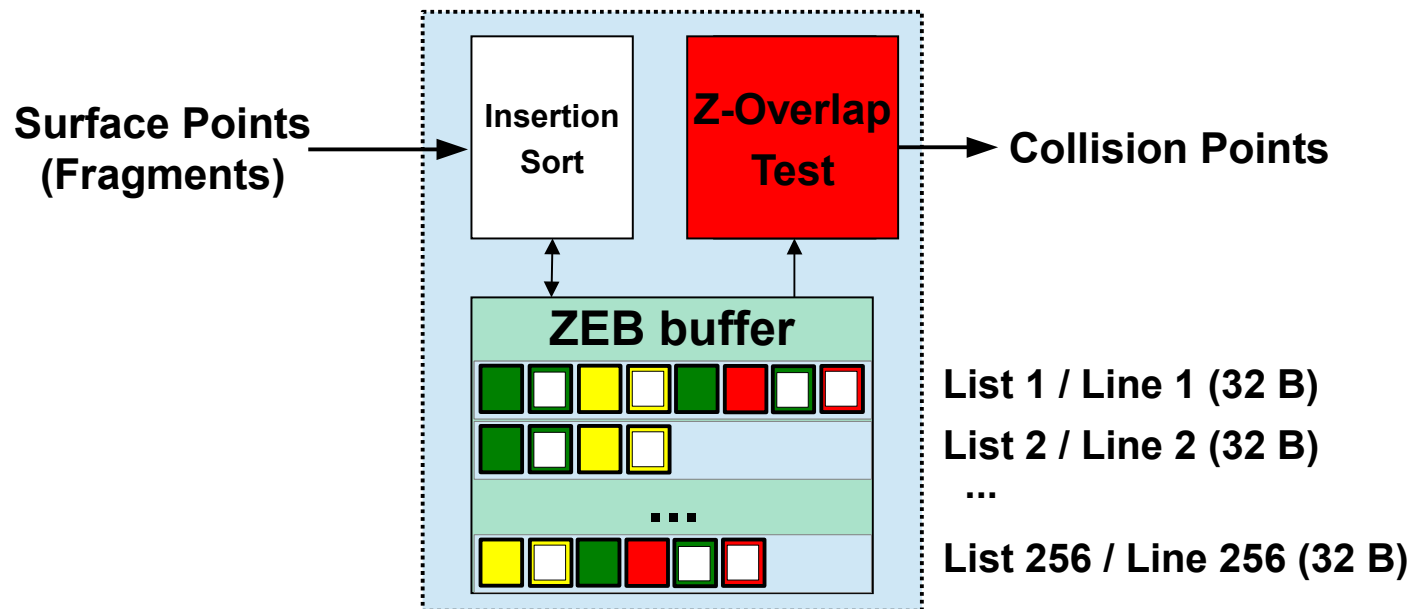 Surface Points
(Fragments)
Insertion
Sort
Z-Overlap
Test
Collision Points
ZEB buffer
List 1 / Line 1 (32 B)
List 2 / Line 2 (32 B)
...
...
List 256 / Line 256 (32 B)